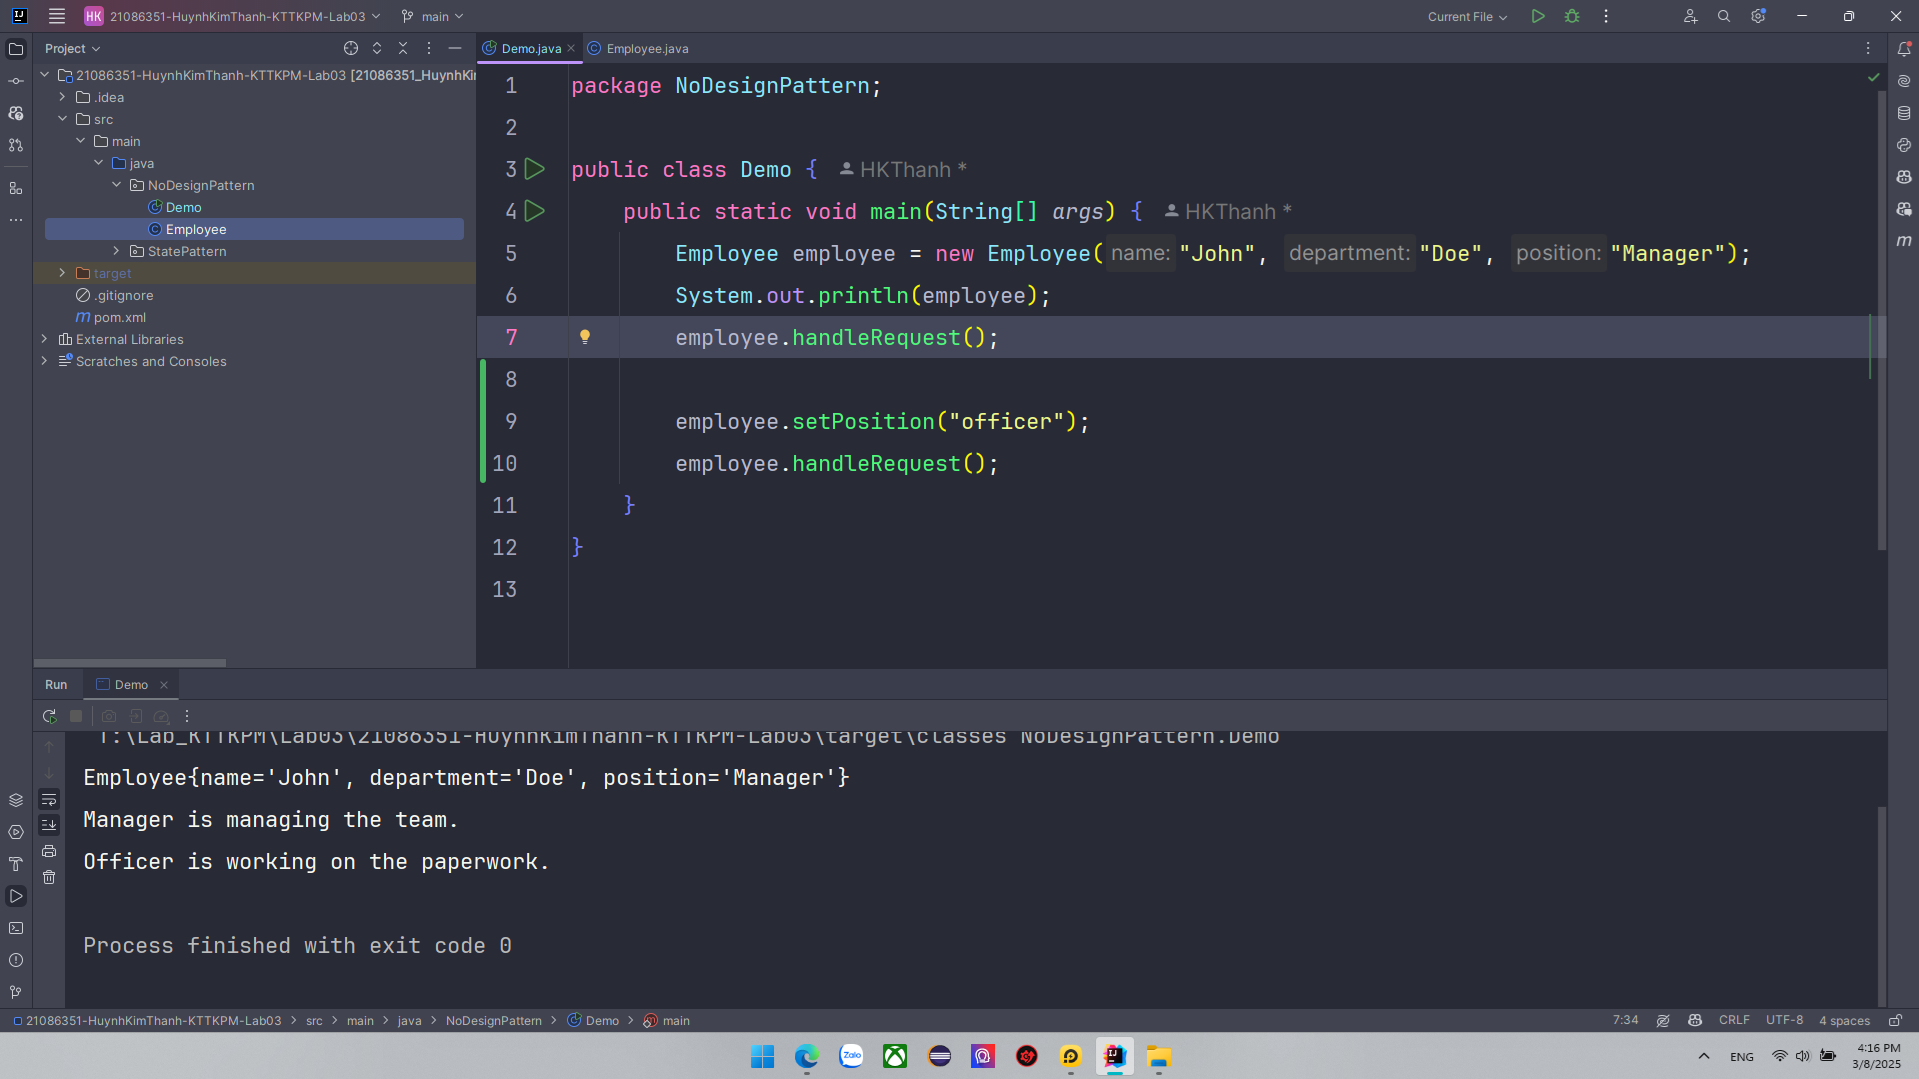 HK 21086351-HuynhKimThanh-KTTKPM-Lab03 main Current File
Project
Demo.java Employee.java
21086351-HuynhKimThanh-KTTKPM-Lab03 [21086351_HuynhKi
.idea
src
main
java
NoDesignPattern
Demo
Employee
StatePattern
target
.gitignore
m pom.xml
External Libraries
Scratches and Consoles
1 package NoDesignPattern;
2
3 public class Demo { HKThanh *
4 public static void main(String[] args) { HKThanh *
5 Employee employee = new Employee( name: "John", department: "Doe", position: "Manager");
6 System.out.println(employee);
7 employee.handleRequest();
8
9 employee.setPosition("officer");
10 employee.handleRequest();
11 }
12 }
13
Run Demo
T:\Lab_KTTKPM\Lab03\21086351-HuynhKimThanh-KTTKPM-Lab03\target\classes NoDesignPattern.Demo
Employee{name='John', department='Doe', position='Manager'}
Manager is managing the team.
Officer is working on the paperwork.
Process finished with exit code 0
21086351-HuynhKimThanh-KTTKPM-Lab03 > src > main > java > NoDesignPattern > Demo > main
7:34 CRLF UTF-8 4 spaces
Zalo
ENG
4:16 PM
3/8/2025